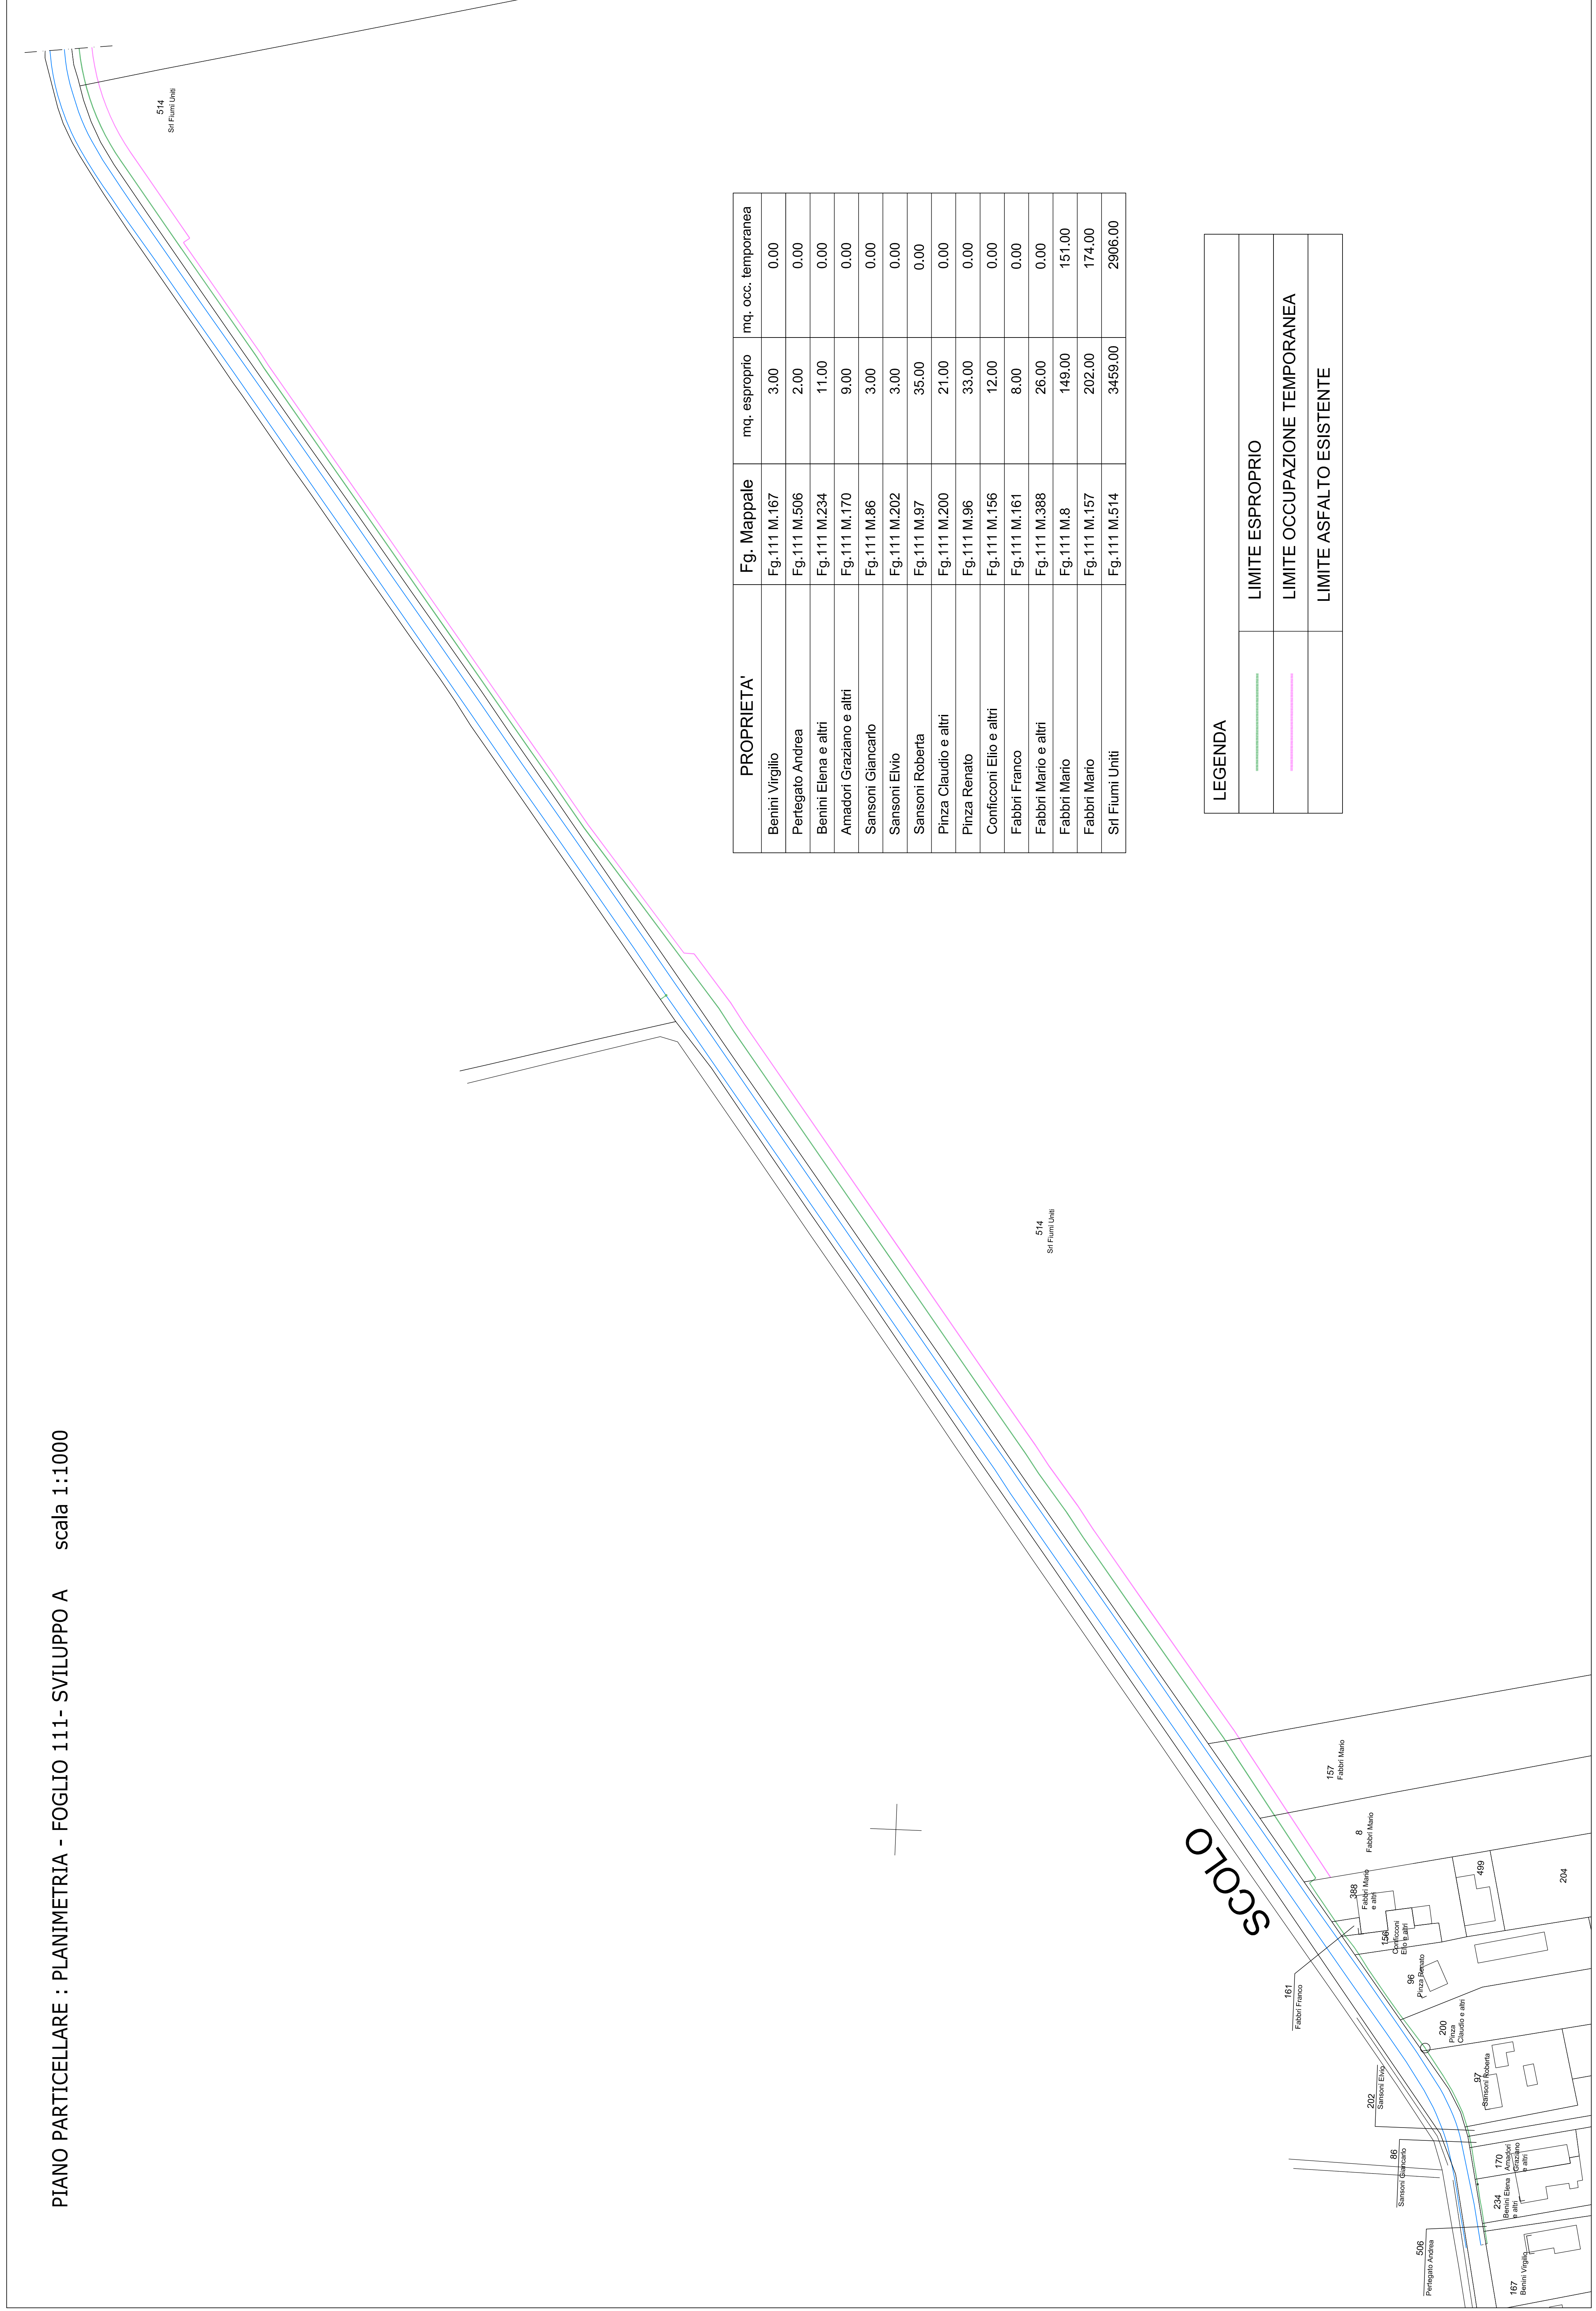 PIANO PARTICELLARE : PLANIMETRIA - FOGLIO 111- SVILUPPO A scala 1:1000
514
Srl Fiumi Uniti
PROPRIETA' Fg. Mappale mq. esproprio mq. occ. temporanea
Benini Virgilio Fg.111 M.167 3.00 0.00
Pertegato Andrea Fg.111 M.506 2.00 0.00
Benini Elena e altri Fg.111 M.234 11.00 0.00
Amadori Graziano e altri Fg.111 M.170 9.00 0.00
Sansoni Giancarlo Fg.111 M.86 3.00 0.00
Sansoni Elvio Fg.111 M.202 3.00 0.00
Sansoni Roberta Fg.111 M.97 35.00 0.00
Pinza Claudio e altri Fg.111 M.200 21.00 0.00
Pinza Renato Fg.111 M.96 33.00 0.00
Conficconi Elio e altri Fg.111 M.156 12.00 0.00
Fabbri Franco Fg.111 M.161 8.00 0.00
Fabbri Mario e altri Fg.111 M.388 26.00 0.00
Fabbri Mario Fg.111 M.8 149.00 151.00
Fabbri Mario Fg.111 M.157 202.00 174.00
Srl Fiumi Uniti Fg.111 M.514 3459.00 2906.00
LEGENDA
LIMITE ESPROPRIO
LIMITE OCCUPAZIONE TEMPORANEA
LIMITE ASFALTO ESISTENTE
514
Srl Fiumi Uniti
SCOLO
157
Fabbri Mario
8
Fabbri Mario
388
Fabbri Mario
e altri
499
204
156
Conficconi
Elio e altri
161
Fabbri Franco
96
Pinza Renato
200
Pinza
Claudio e altri
97
Sansoni Roberta
202
Sansoni Elvio
86
Sansoni Giancarlo
170
Amadori
Graziano
e altri
234
Benini Elena
e altri
506
Pertegato Andrea
167
Benini Virgilio